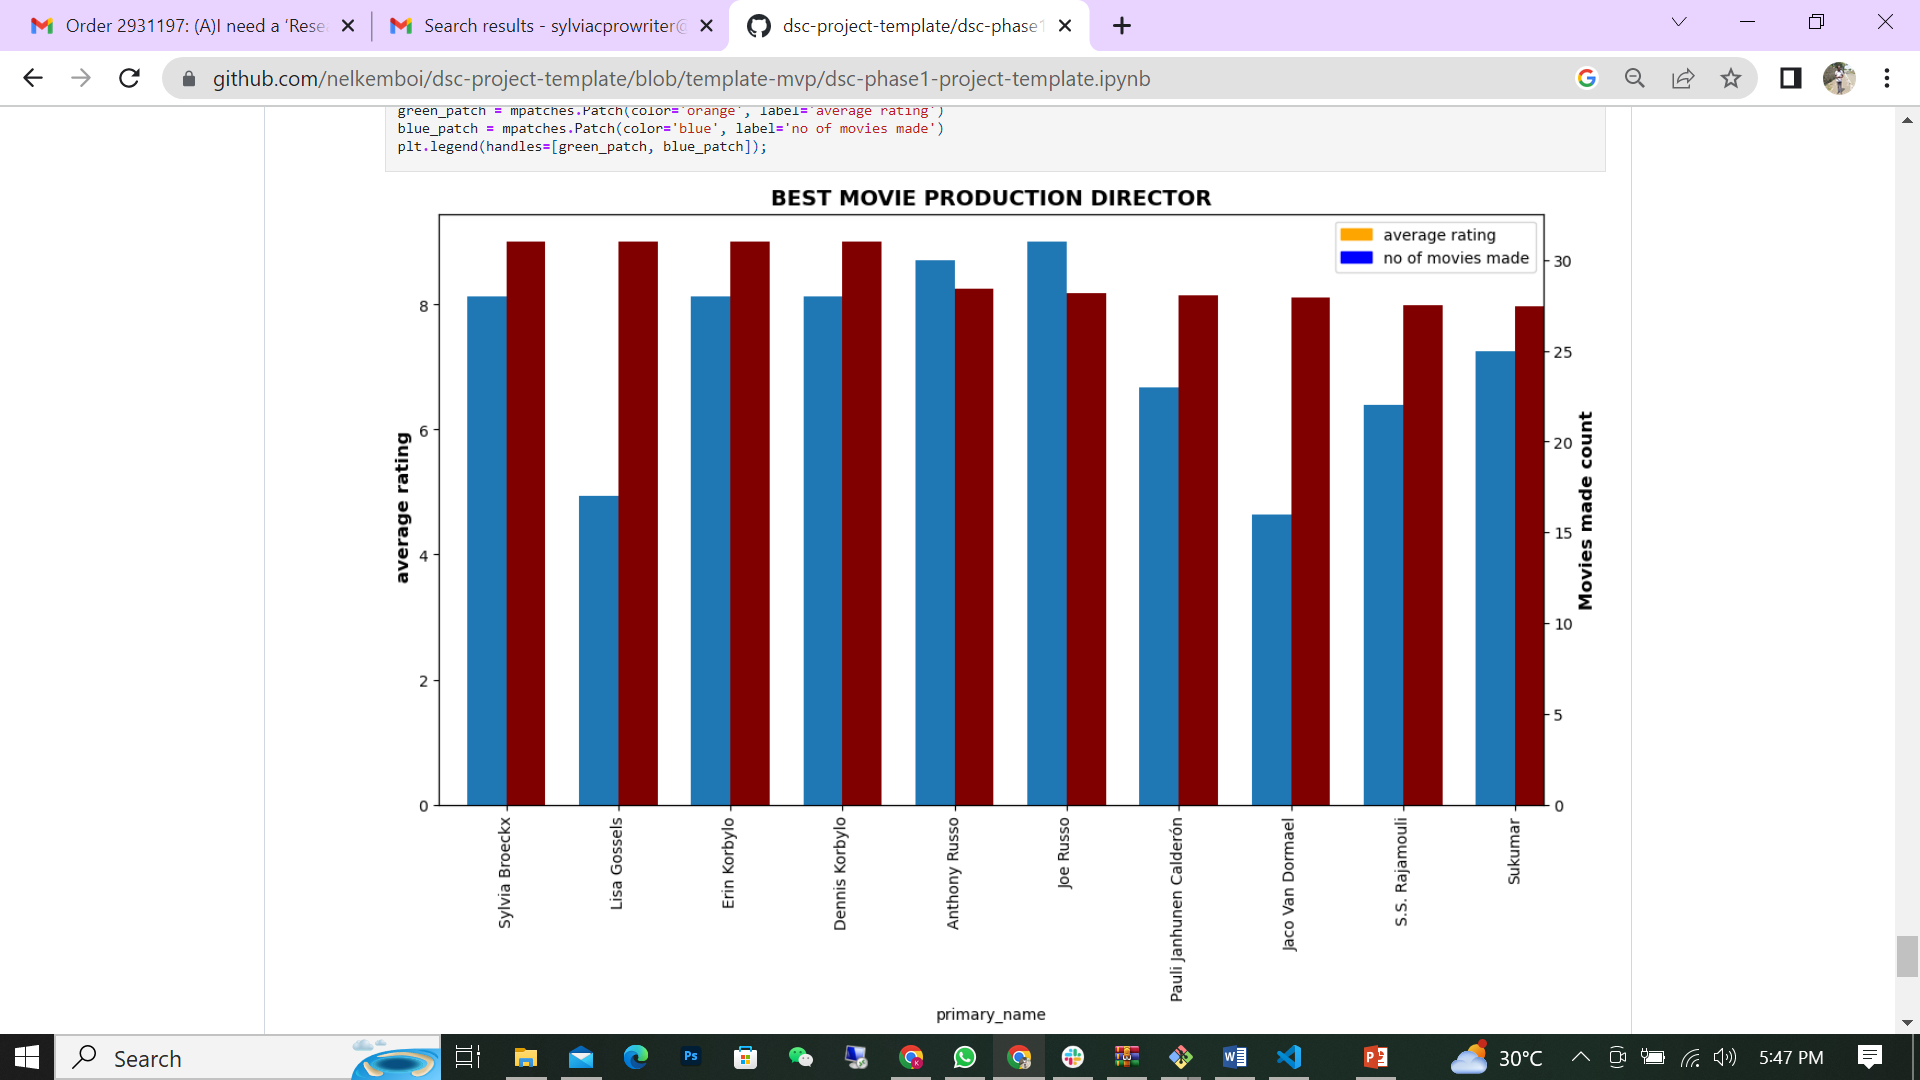 Order 2931197: (A)I need a ‘Rese
Search results - sylviacprowriter@
dsc-project-template/dsc-phase1
github.com/nelkemboi/dsc-project-template/blob/template-mvp/dsc-phase1-project-template.ipynb
green_patch = mpatches.Patch(color='orange', label='average rating')
blue_patch = mpatches.Patch(color='blue', label='no of movies made')
plt.legend(handles=[green_patch, blue_patch]);
BEST MOVIE PRODUCTION DIRECTOR
average rating
no of movies made
8
6
4
2
0
average rating
30
25
20
15
10
5
0
Movies made count
Sylvia Broeckx
Lisa Gossels
Erin Korbylo
Dennis Korbylo
Anthony Russo
Joe Russo
Pauli Janhunen Calderón
Jaco Van Dormael
S.S. Rajamouli
Sukumar
primary_name
Search
Ps
30°C
5:47 PM